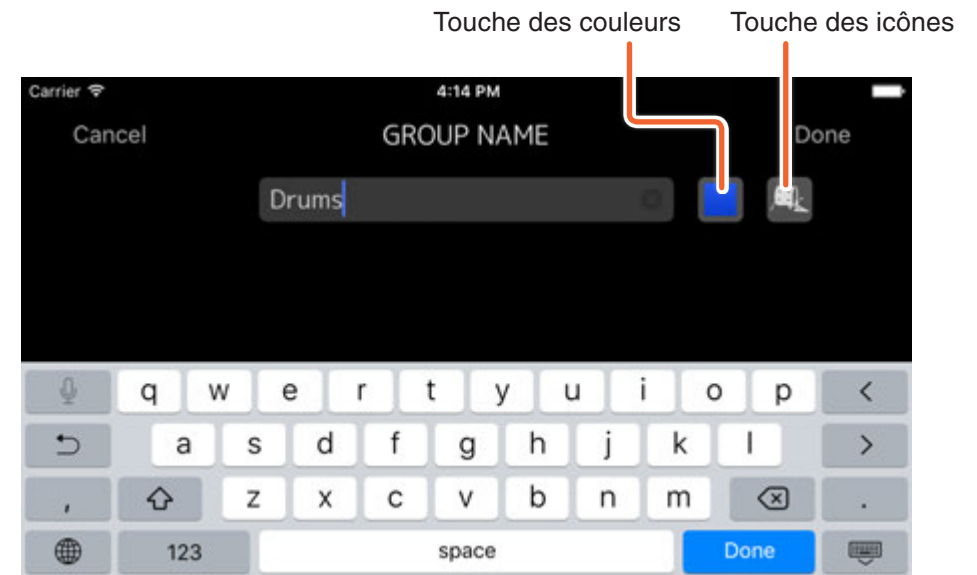 Touche des couleurs Touche des icônes
Carrier 4:14 PM
Cancel GROUP NAME Done
Drums
q w e r t y u i o p <
a s d f g h j k l >
, z x c v b n m .
123 space Done